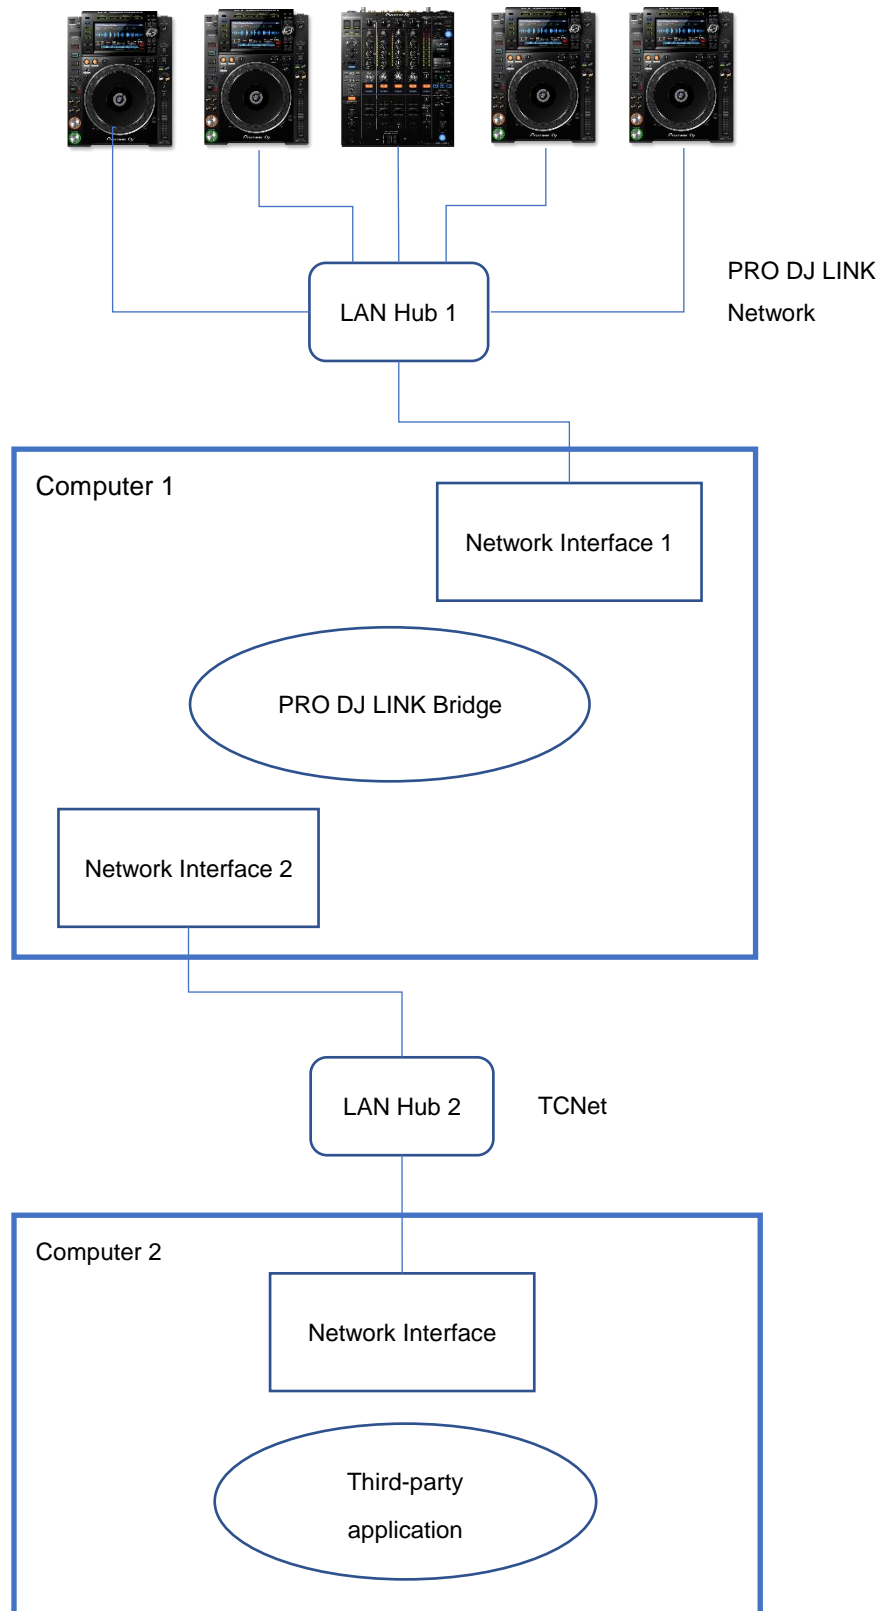 PRO DJ LINK
LAN Hub 1
Network
Computer 1
Network Interface 1
PRO DJ LINK Bridge
Network Interface 2
LAN Hub 2
TCNet
Computer 2
Network Interface
Third-party
application